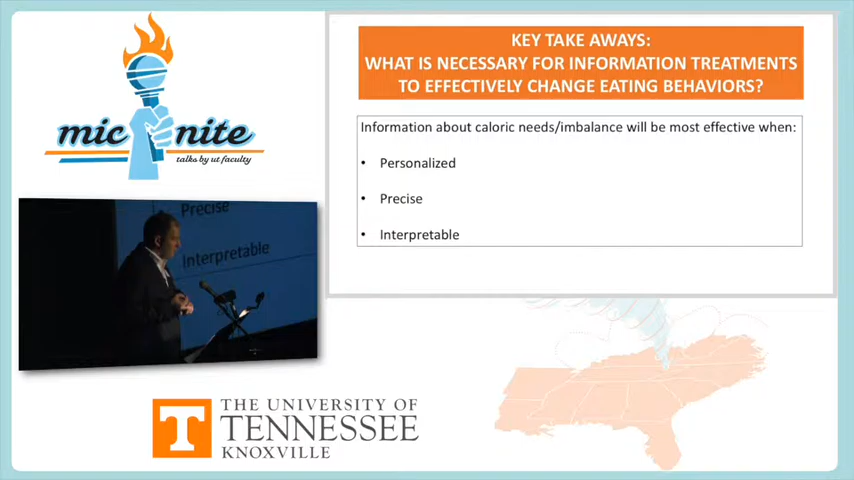 mic nite
talks by ut faculty
KEY TAKE AWAYS:
WHAT IS NECESSARY FOR INFORMATION TREATMENTS
TO EFFECTIVELY CHANGE EATING BEHAVIORS?
Information about caloric needs/imbalance will be most effective when:
• Personalized
• Precise
• Interpretable
Precise
Interpretable
T
THE UNIVERSITY OF
TENNESSEE
KNOXVILLE